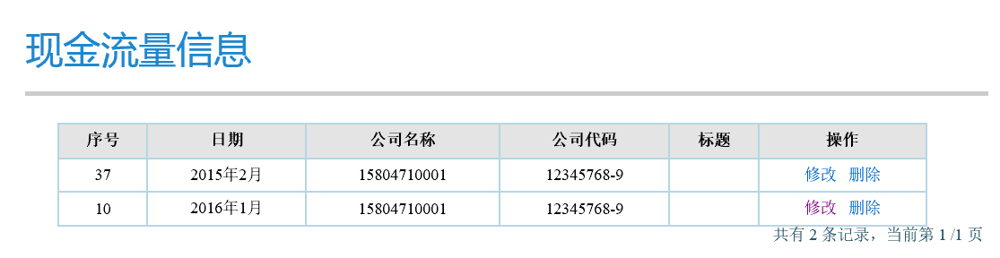 现金流量信息
序号 日期 公司名称 公司代码 标题 操作
37 2015年2月 15804710001 12345768-9 修改 删除
10 2016年1月 15804710001 12345768-9 修改 删除
共有 2 条记录，当前第 1 /1 页